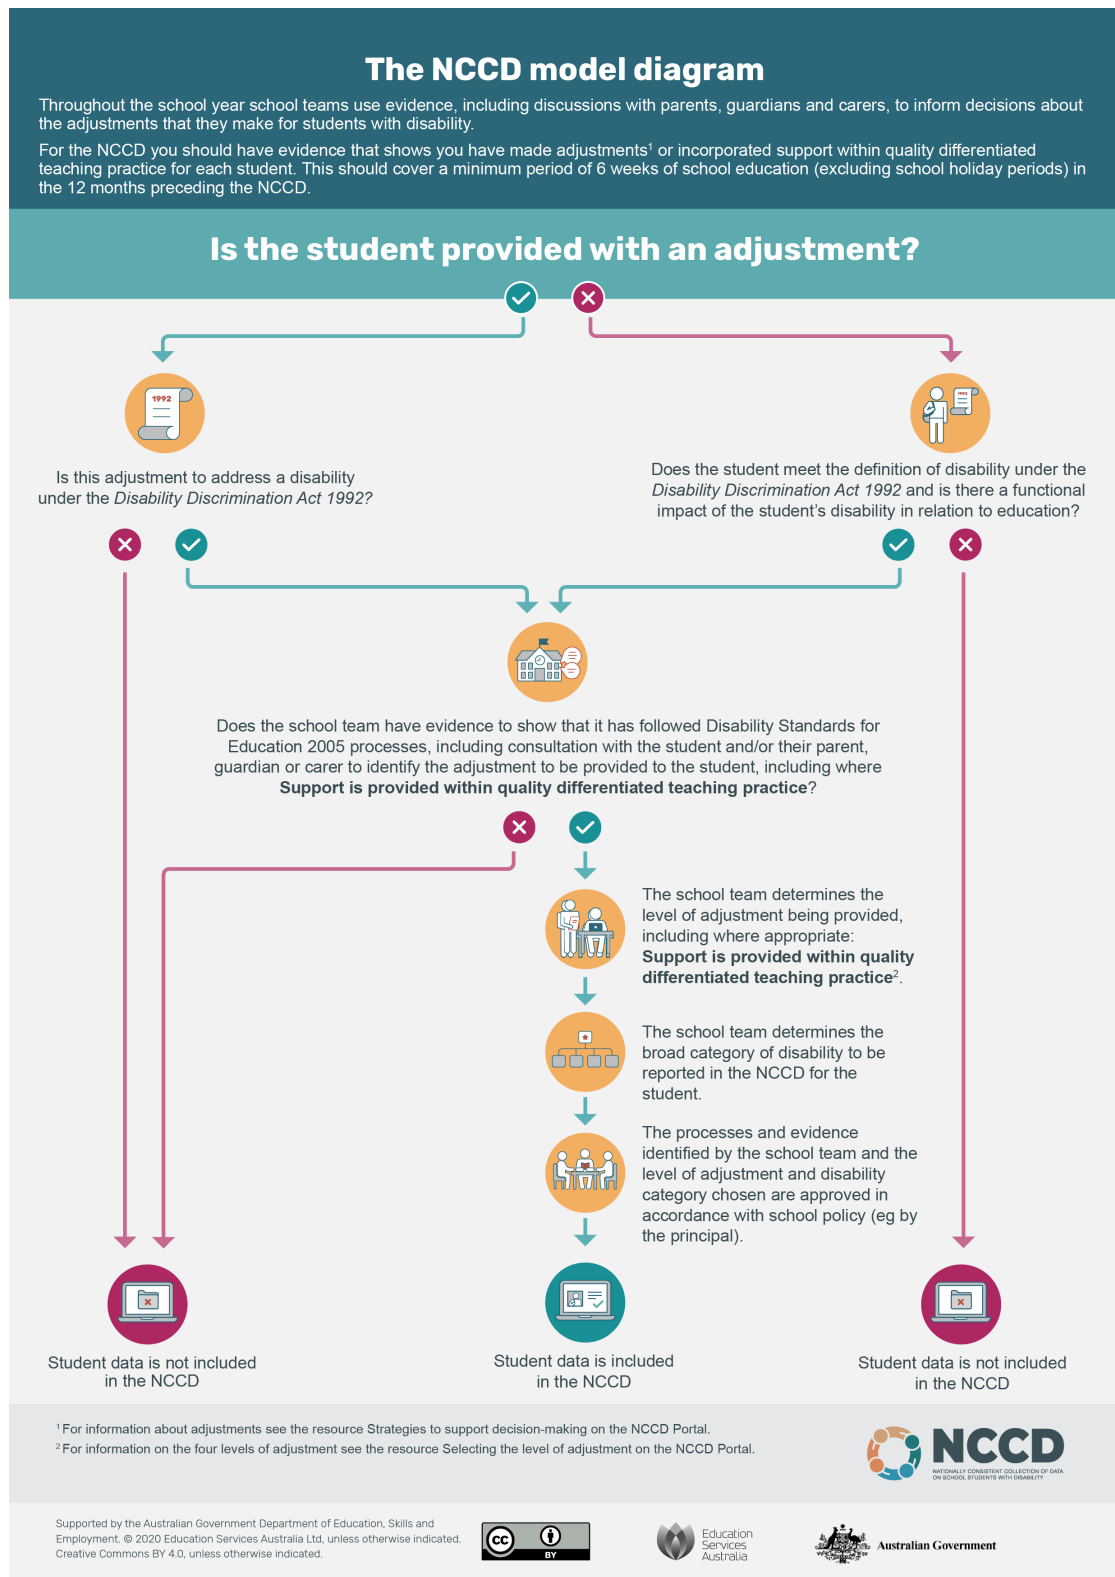 The NCCD model diagram
Throughout the school year school teams use evidence, including discussions with parents, guardians and carers, to inform decisions about
the adjustments that they make for students with disability.
For the NCCD you should have evidence that shows you have made adjustments¹ or incorporated support within quality differentiated
teaching practice for each student. This should cover a minimum period of 6 weeks of school education (excluding school holiday periods) in
the 12 months preceding the NCCD.
Is the student provided with an adjustment?
1992
1992
Is this adjustment to address a disability
under the Disability Discrimination Act 1992?
Does the student meet the definition of disability under the
Disability Discrimination Act 1992 and is there a functional
impact of the student's disability in relation to education?
Does the school team have evidence to show that it has followed Disability Standards for
Education 2005 processes, including consultation with the student and/or their parent,
guardian or carer to identify the adjustment to be provided to the student, including where
Support is provided within quality differentiated teaching practice?
The school team determines the
level of adjustment being provided,
including where appropriate:
Support is provided within quality
differentiated teaching practice².
The school team determines the
broad category of disability to be
reported in the NCCD for the
student.
The processes and evidence
identified by the school team and the
level of adjustment and disability
category chosen are approved in
accordance with school policy (eg by
the principal).
Student data is not included
in the NCCD
Student data is included
in the NCCD
Student data is not included
in the NCCD
¹ For information about adjustments see the resource Strategies to support decision-making on the NCCD Portal.
² For information on the four levels of adjustment see the resource Selecting the level of adjustment on the NCCD Portal.
NCCD
NATIONALLY CONSISTENT COLLECTION OF DATA
ON SCHOOL STUDENTS WITH DISABILITY
Supported by the Australian Government Department of Education, Skills and
Employment. © 2020 Education Services Australia Ltd, unless otherwise indicated.
Creative Commons BY 4.0, unless otherwise indicated.
cc
BY
Education
Services
Australia
Australian Government